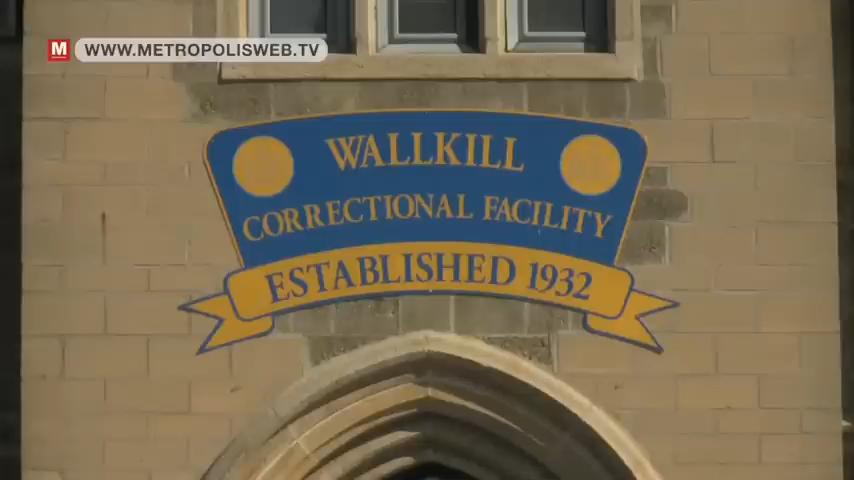 M WWW.METROPOLISWEB.TV
WALLKILL
CORRECTIONAL FACILITY
ESTABLISHED 1932